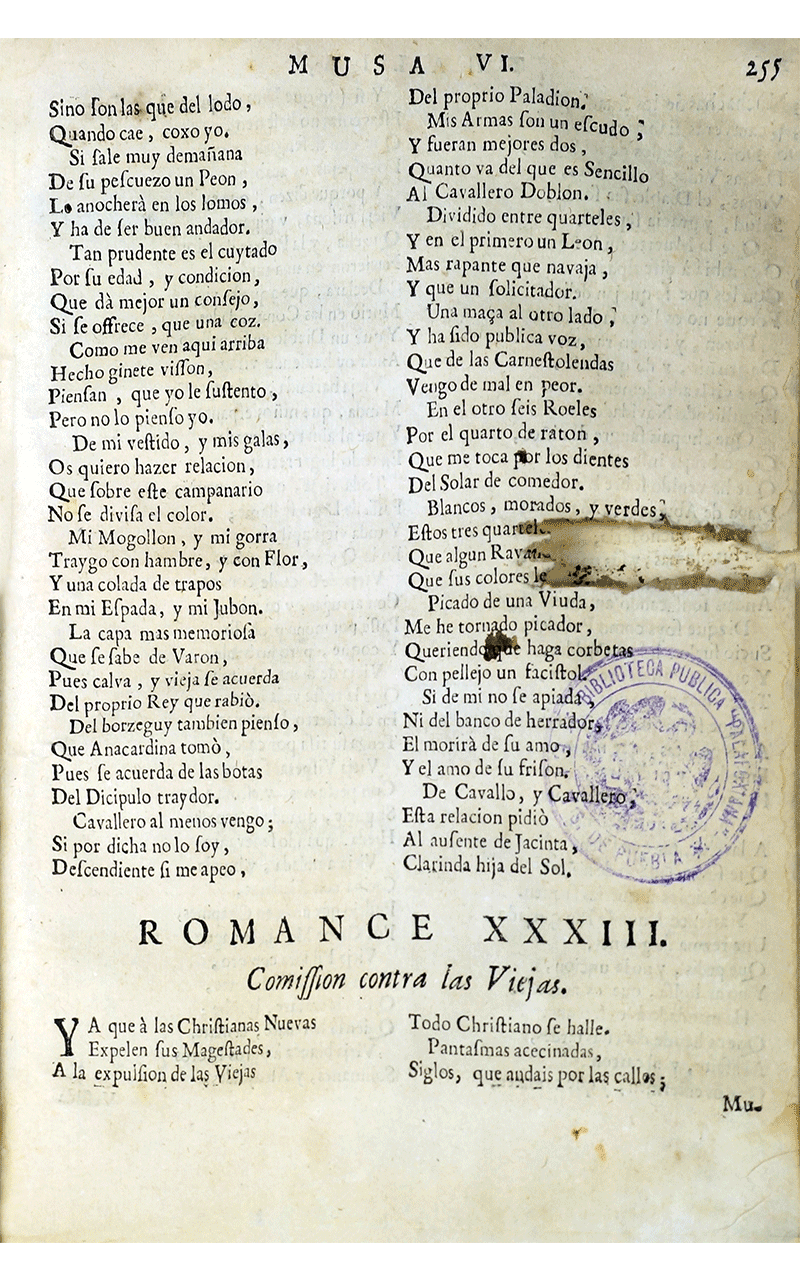 MUSA VI. 255
Sino ſon las que del lodo,
Quando cae, coxo yo.
Si ſale muy demañana
De ſu peſcuezo un Peon,
Lo anocherà en los lomos,
Y ha de ſer buen andador.
Tan prudente es el cuytado
Por ſu edad, y condicion,
Que dà mejor un conſejo,
Si ſe offrece, que una coz.
Como me ven aqui arriba
Hecho ginete viſſon,
Pienſan, que yo le ſuſtento,
Pero no lo pienſo yo.
De mi veſtido, y mis galas,
Os quiero hazer relacion,
Que ſobre eſte campanario
No ſe diviſa el color.
Mi Mogollon, y mi gorra
Traygo con hambre, y con Flor,
Y una colada de trapos
En mi Eſpada, y mi Jubon.
La capa mas memorioſa
Que ſe ſabe de Varon,
Pues calva, y vieja ſe acuerda
Del proprio Rey que rabiò.
Del borzeguy tambien pienſo,
Que Anacardina tomò,
Pues ſe acuerda de las botas
Del Dicipulo traydor.
Cavallero al menos vengo;
Si por dicha no lo ſoy,
Deſcendiente ſi me apeo,
Del proprio Paladion.
Mis Armas ſon un eſcudo;
Y fueran mejores dos,
Quanto va del que es Sencillo
Al Cavallero Doblon.
Dividido entre quarteles,
Y en el primero un Leon,
Mas rapante que navaja,
Y que un ſolicitador.
Una maça al otro lado,
Y ha ſido publica voz,
Que de las Carneſtolendas
Vengo de mal en peor.
En el otro ſeis Roeles
Por el quarto de raton,
Que me toca por los dientes
Del Solar de comedor.
Blancos, morados, y verdes,
Eſtos tres
Que algun
Que ſus colores
Picado de una Viuda,
Me he tornado picador,
Queriendo que haga corbetas
Con pellejo un faciſtol.
Si de mi no ſe apiada,
Ni del banco de herrador,
El morirà de ſu amo,
Y el amo de ſu friſon.
De Cavallo, y Cavallero,
Eſta relacion pidiò
Al auſente de Jacinta,
Clarinda hija del Sol.
BIBLIOTECA PUBLICA "PALAFOXIANA" DE PUEBLA
ROMANCE XXXIII.
Comiſſion contra las Viejas.
YA que à las Chriſtianas Nuevas
Expelen ſus Mageſtades,
A la expulſion de las Viejas
Todo Chriſtiano ſe halle.
Pantaſmas acecinadas,
Siglos, que andais por las calles;
Mu-